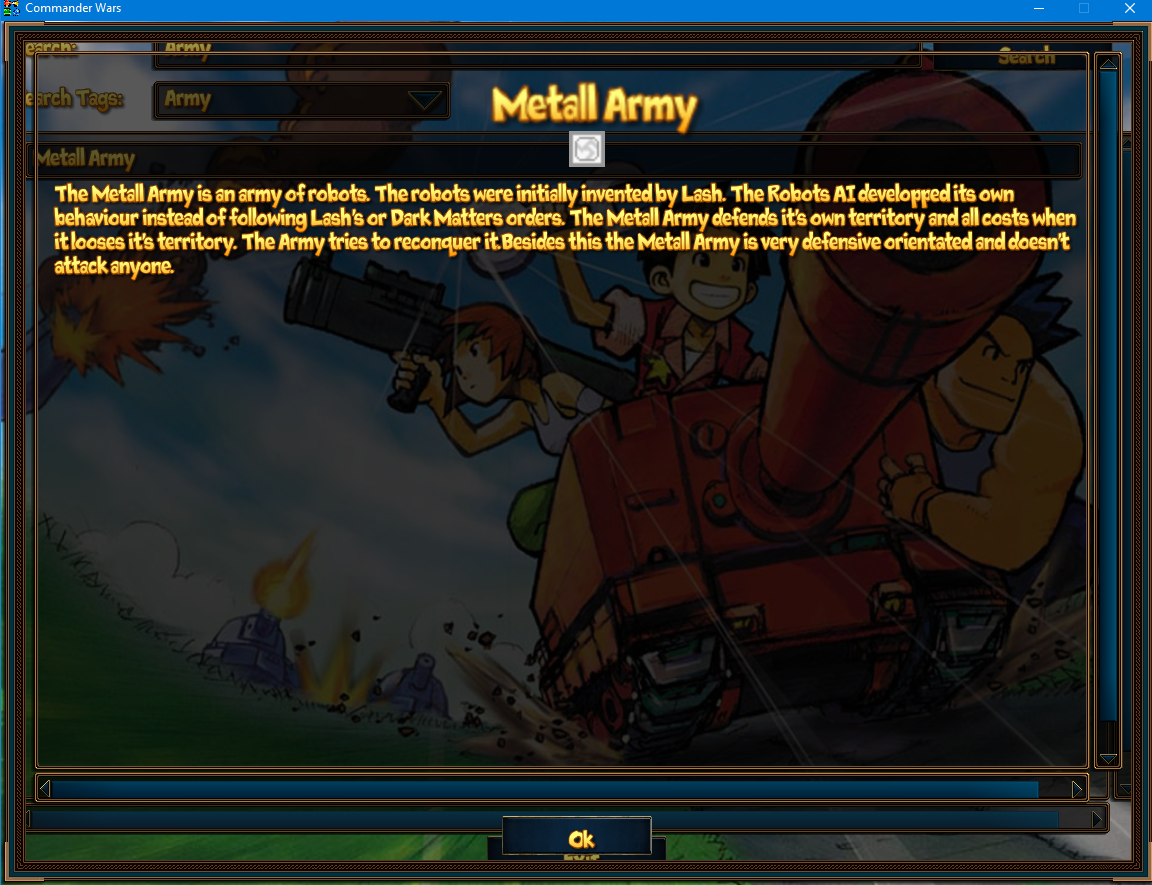 Commander Wars
earch:
Army
Search
earch Tags:
Army
Metall Army
Metall Army
The Metall Army is an army of robots. The robots were initially invented by Lash. The Robots AI developped its own
behaviour instead of following Lash's or Dark Matters orders. The Metall Army defends it's own territory and all costs when
it looses it's territory. The Army tries to reconquer it.Besides this the Metall Army is very defensive orientated and doesn't
attack anyone.
Ok
Exit